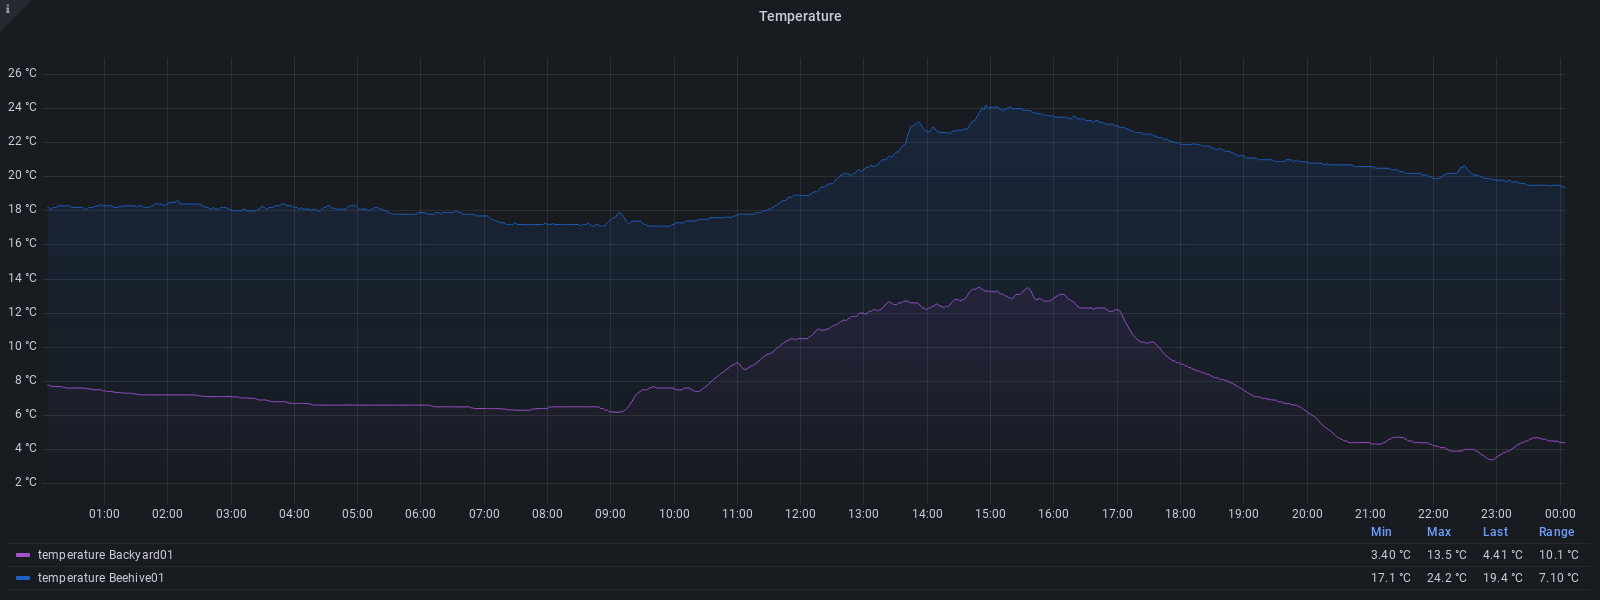 i
Temperature
26 °C
24 °C
22 °C
20 °C
18 °C
16 °C
14 °C
12 °C
10 °C
8 °C
6 °C
4 °C
2 °C
01:00 02:00 03:00 04:00 05:00 06:00 07:00 08:00 09:00 10:00 11:00 12:00 13:00 14:00 15:00 16:00 17:00 18:00 19:00 20:00 21:00 22:00 23:00 00:00
Min Max Last Range
temperature Backyard01 3.40 °C 13.5 °C 4.41 °C 10.1 °C
temperature Beehive01 17.1 °C 24.2 °C 19.4 °C 7.10 °C